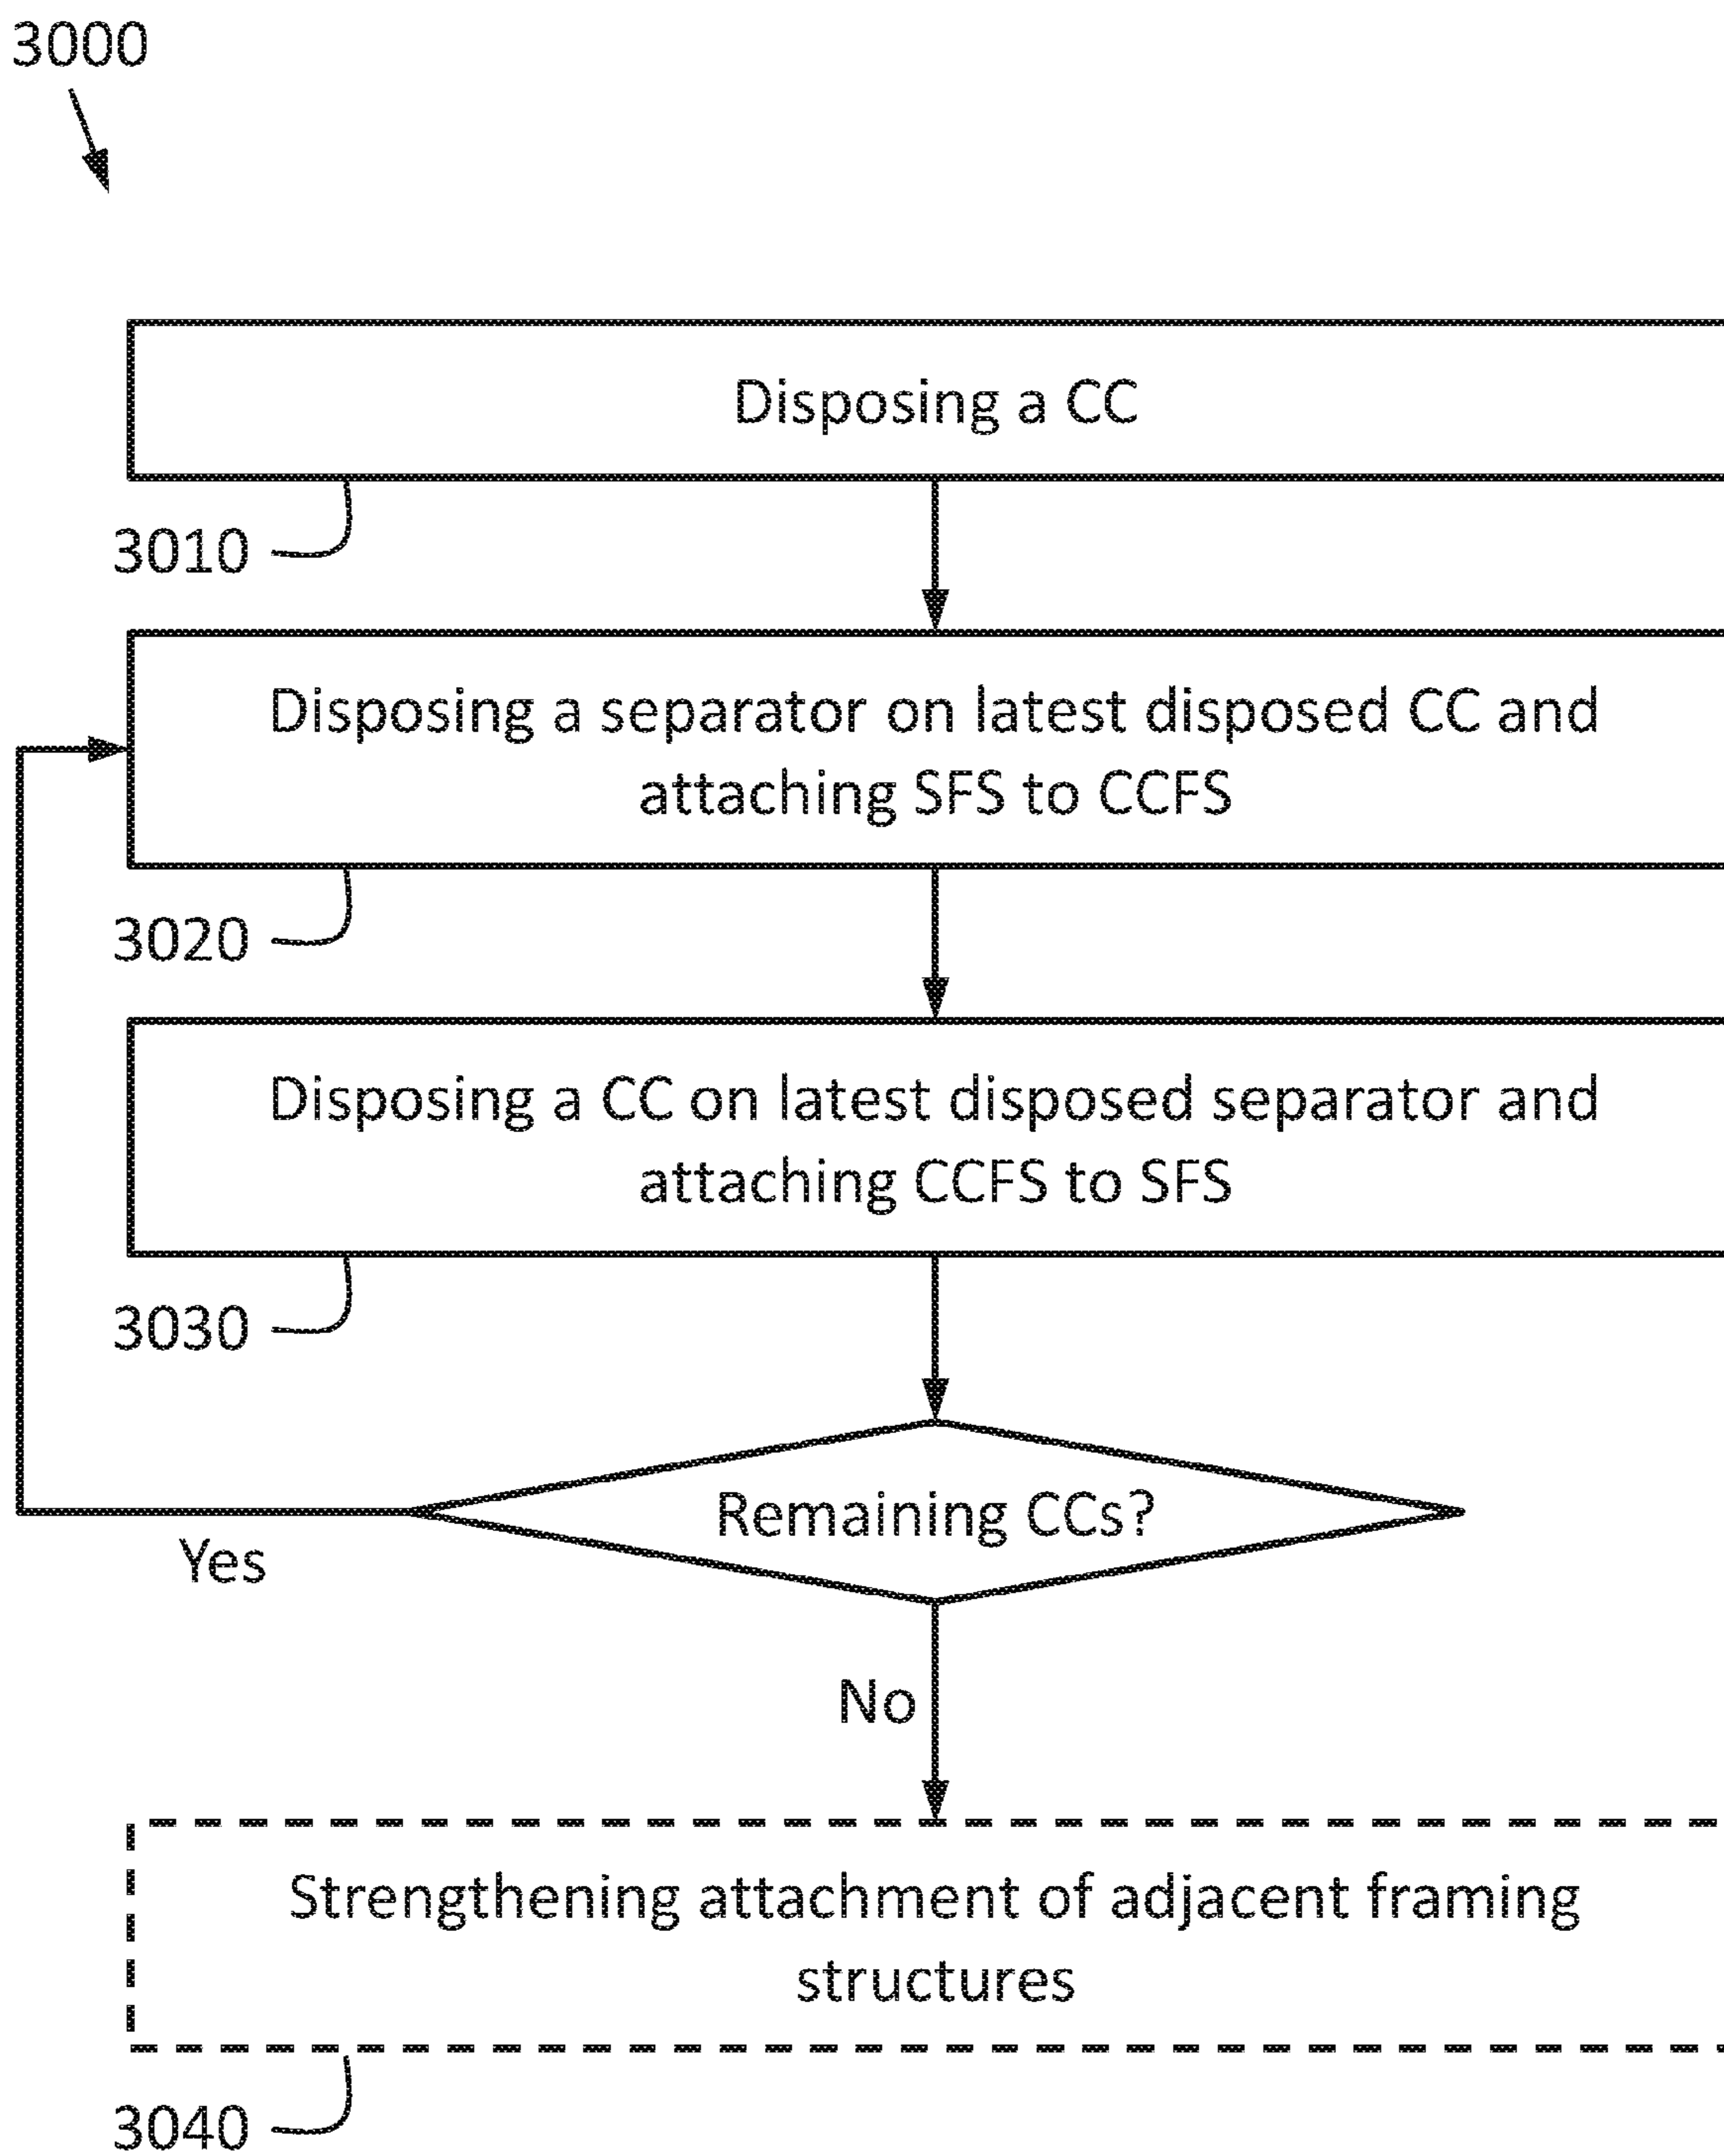 3000
Disposing a CC
3010
Disposing a separator on latest disposed CC and
attaching SFS to CCFS
3020
Disposing a CC on latest disposed separator and
attaching CCFS to SFS
3030
Remaining CCs?
Yes
No
Strengthening attachment of adjacent framing
structures
3040